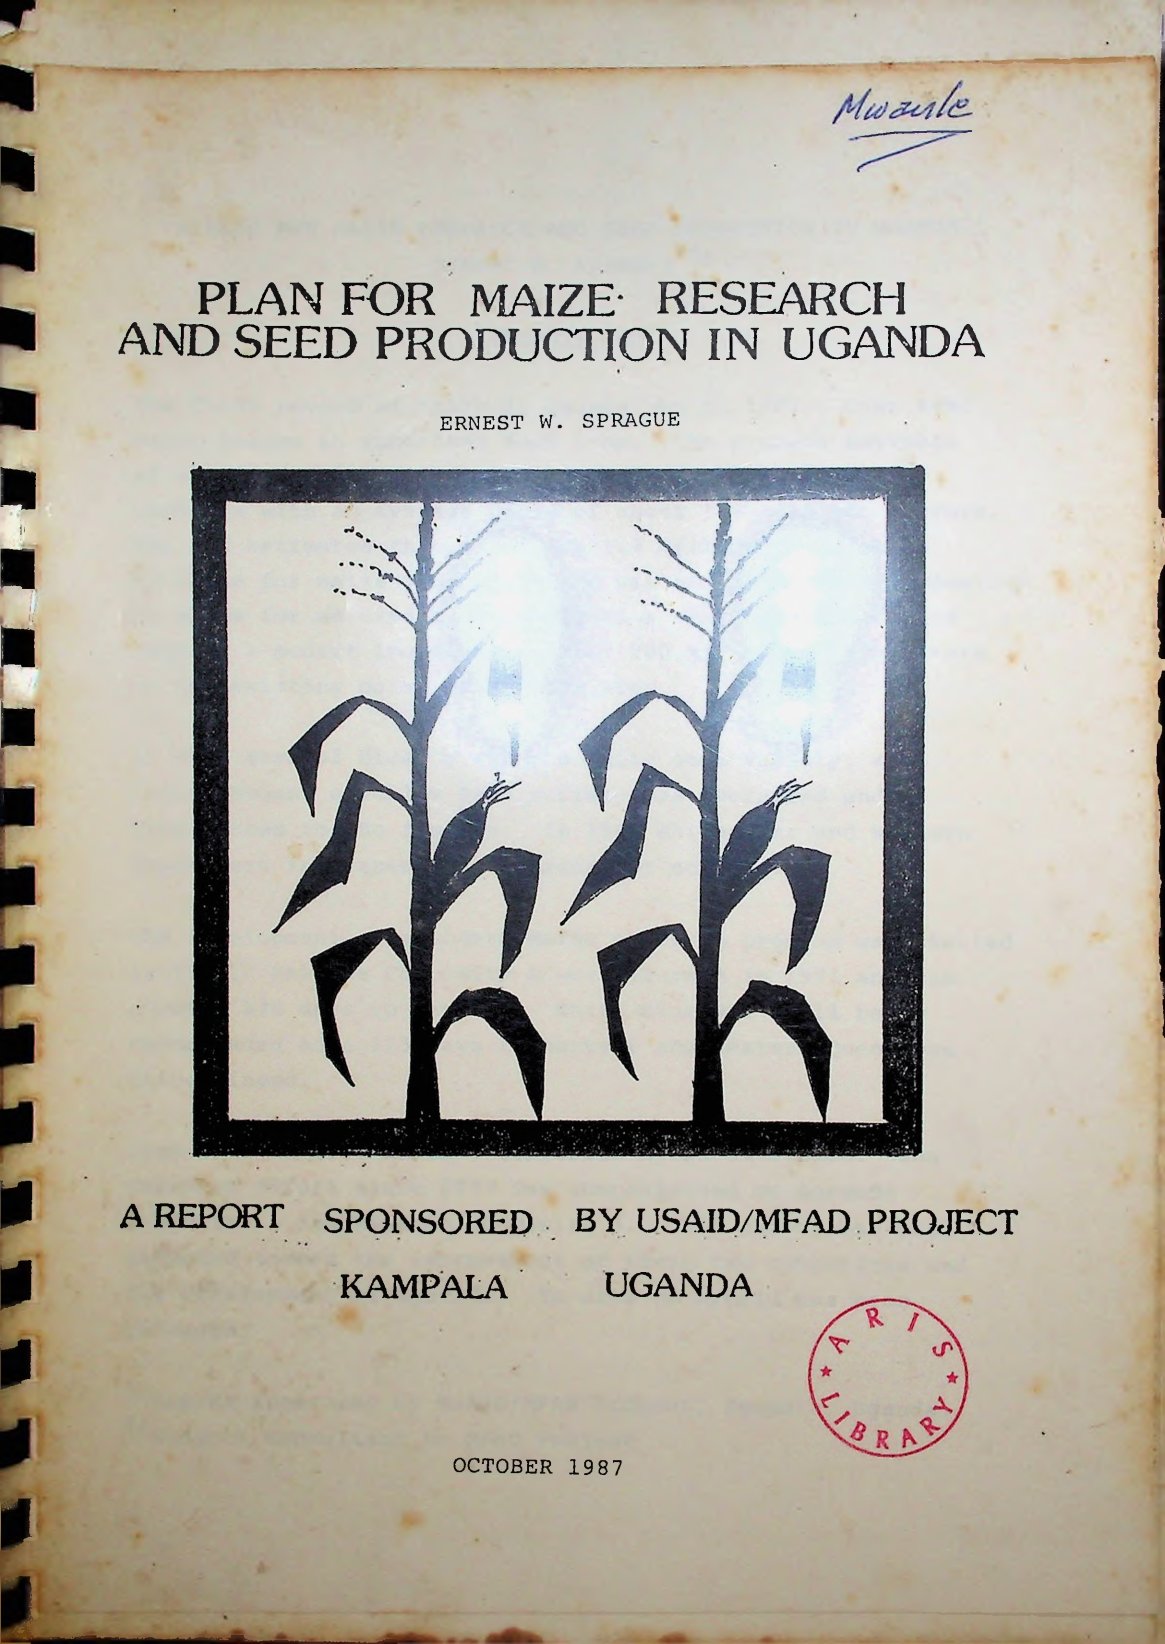 PLAN FOR MAIZE RESEARCH
AND SEED PRODUCTION IN UGANDA
ERNEST W. SPRAGUE
A REPORT SPONSORED BY USAID/MFAD PROJECT
KAMPALA UGANDA
ARIS
LIBRARY
OCTOBER 1987